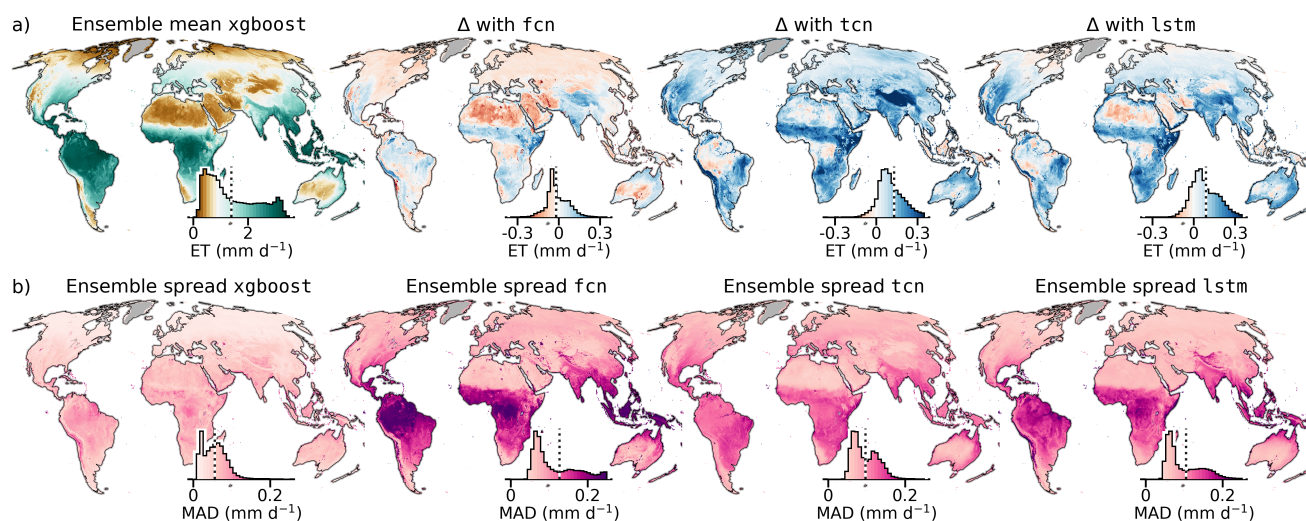 a) Ensemble mean xgboost Δ with fcn Δ with tcn Δ with lstm
0 2 -0.3 0 0.3 -0.3 0 0.3 -0.3 0 0.3
ET (mm d⁻¹) ET (mm d⁻¹) ET (mm d⁻¹) ET (mm d⁻¹)
b) Ensemble spread xgboost Ensemble spread fcn Ensemble spread tcn Ensemble spread lstm
0 0.2 0 0.2 0 0.2 0 0.2
MAD (mm d⁻¹) MAD (mm d⁻¹) MAD (mm d⁻¹) MAD (mm d⁻¹)